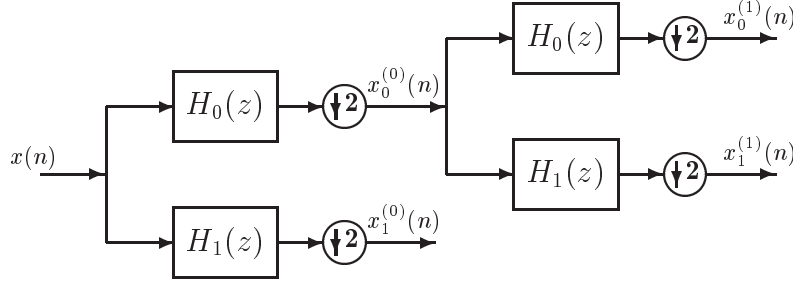 x_0^{(1)}(n)
H_0(z)
2
x_0^{(0)}(n)
H_0(z)
2
x(n)
x_1^{(1)}(n)
H_1(z)
2
x_1^{(0)}(n)
H_1(z)
2